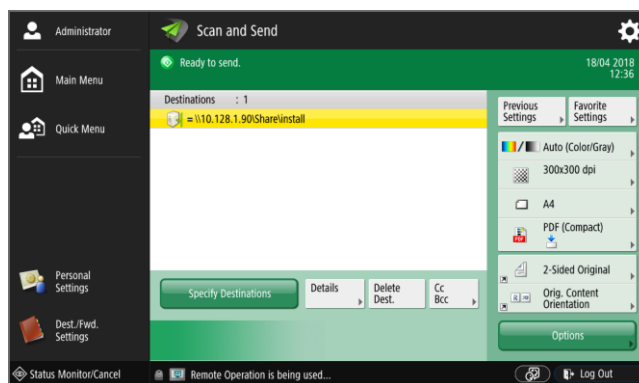 Administrator
Scan and Send
Main Menu
Quick Menu
Personal
Settings
Dest./Fwd.
Settings
Status Monitor/Cancel
Ready to send.
18/04 2018
12:36
Destinations : 1
= \\10.128.1.90\Share\install
Specify Destinations
Details
Delete
Dest.
Cc
Bcc
Previous
Settings
Favorite
Settings
Auto (Color/Gray)
300x300 dpi
A4
PDF (Compact)
PDF
2-Sided Original
Orig. Content
Orientation
Options
Remote Operation is being used...
Log Out